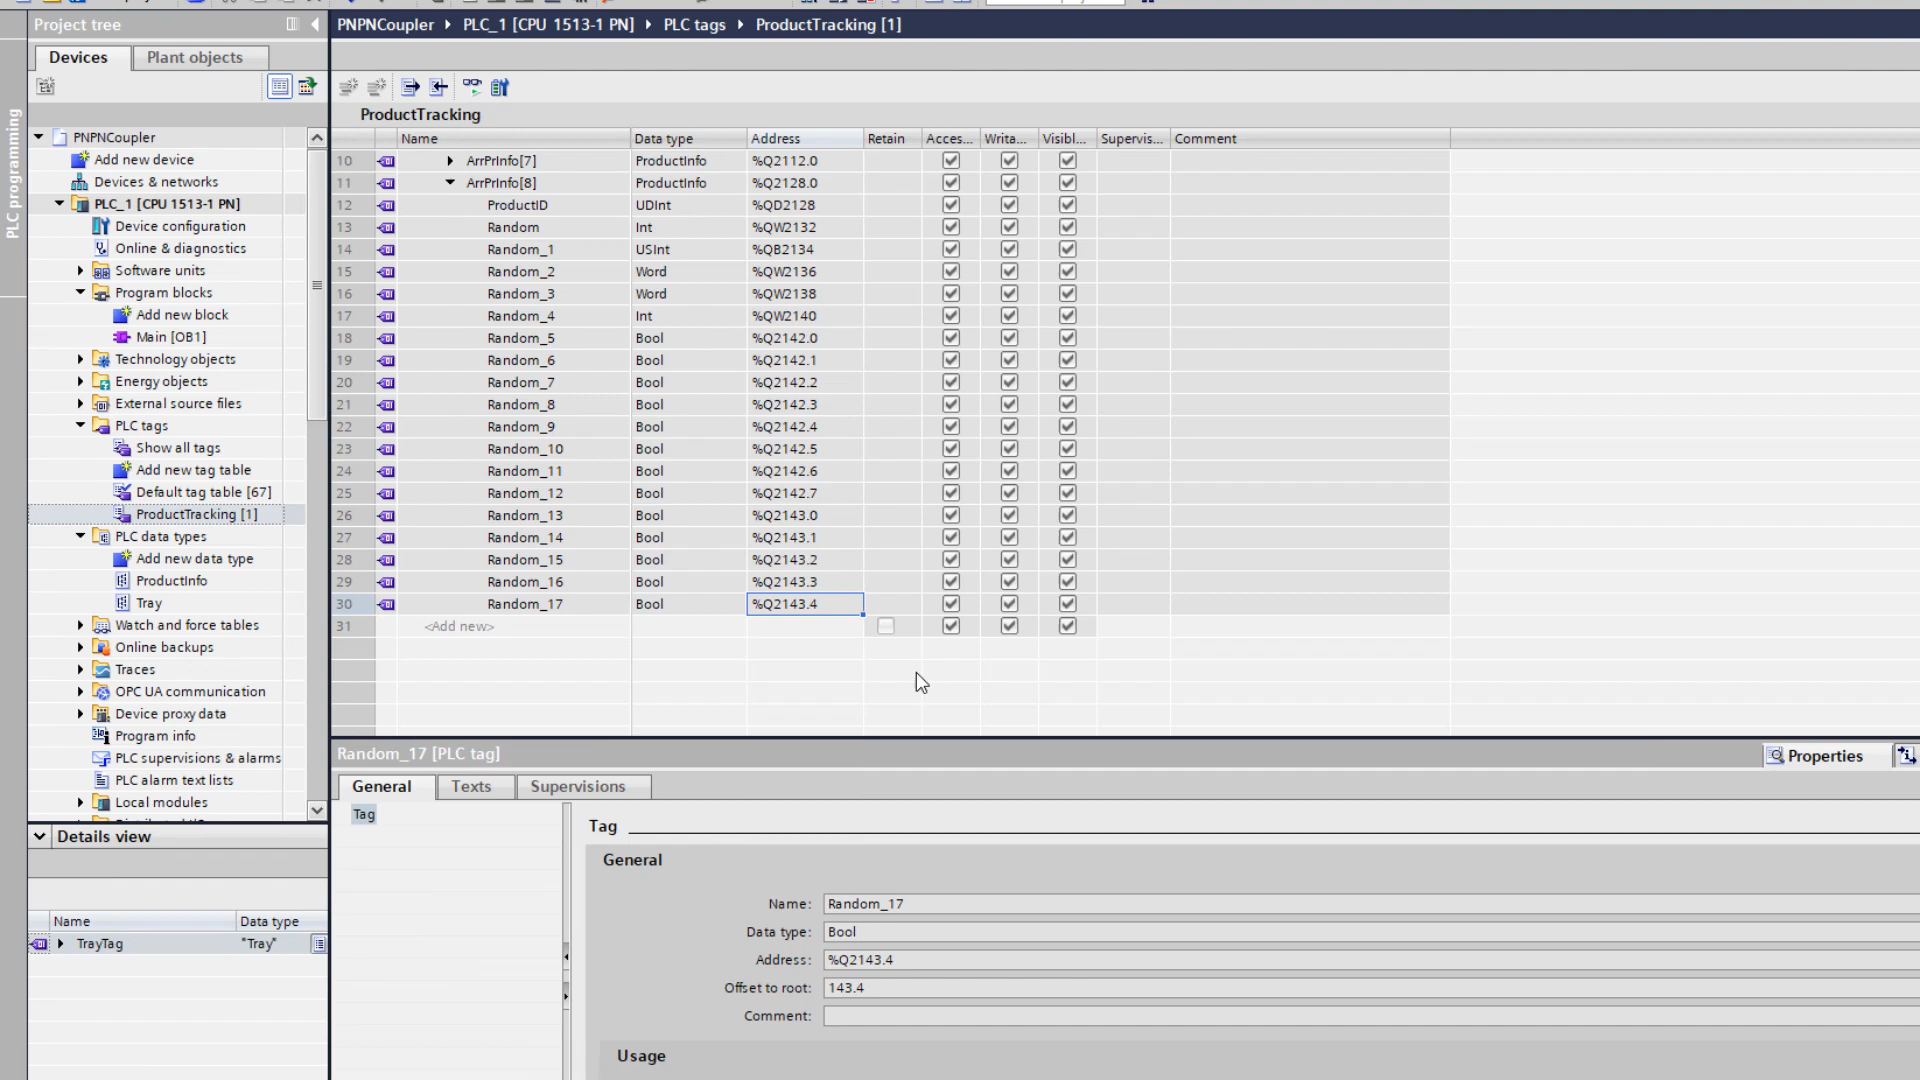 Project tree
PNPNCoupler PLC_1 [CPU 1513-1 PN] PLC tags ProductTracking [1]
Devices Plant objects
PLC programming
PNPNCoupler
Add new device
Devices & networks
PLC_1 [CPU 1513-1 PN]
Device configuration
Online & diagnostics
Software units
Program blocks
Add new block
Main [OB1]
Technology objects
Energy objects
External source files
PLC tags
Show all tags
Add new tag table
Default tag table [67]
ProductTracking [1]
PLC data types
Add new data type
ProductInfo
Tray
Watch and force tables
Online backups
Traces
OPC UA communication
Device proxy data
Program info
PLC supervisions & alarms
PLC alarm text lists
Local modules
Details view
Name Data type
TrayTag "Tray"
ProductTracking
Name Data type Address Retain Acces... Writa... Visibl... Supervis... Comment
10 ArrPrInfo[7] ProductInfo %Q2112.0
11 ArrPrInfo[8] ProductInfo %Q2128.0
12 ProductID UDInt %QD2128
13 Random Int %QW2132
14 Random_1 USInt %QB2134
15 Random_2 Word %QW2136
16 Random_3 Word %QW2138
17 Random_4 Int %QW2140
18 Random_5 Bool %Q2142.0
19 Random_6 Bool %Q2142.1
20 Random_7 Bool %Q2142.2
21 Random_8 Bool %Q2142.3
22 Random_9 Bool %Q2142.4
23 Random_10 Bool %Q2142.5
24 Random_11 Bool %Q2142.6
25 Random_12 Bool %Q2142.7
26 Random_13 Bool %Q2143.0
27 Random_14 Bool %Q2143.1
28 Random_15 Bool %Q2143.2
29 Random_16 Bool %Q2143.3
30 Random_17 Bool %Q2143.4
31 <Add new>
Random_17 [PLC tag]
Properties
General Texts Supervisions
Tag
Tag
General
Name: Random_17
Data type: Bool
Address: %Q2143.4
Offset to root: 143.4
Comment:
Usage